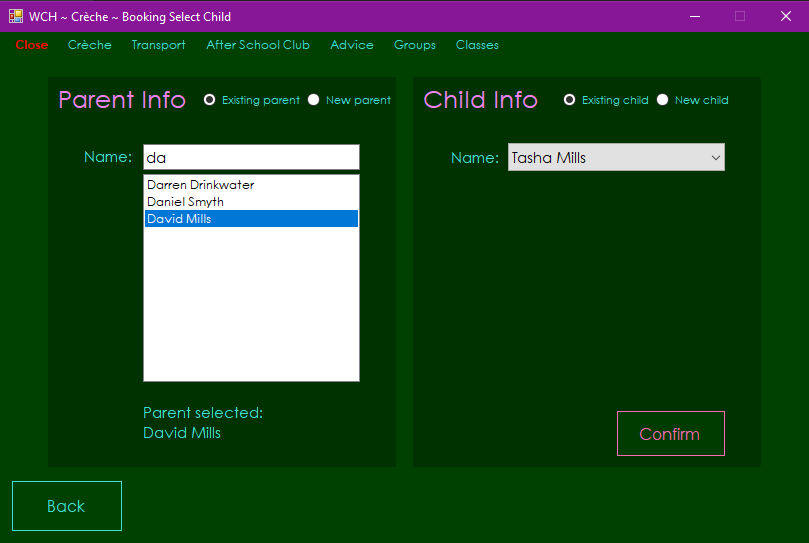 WCH ~ Crèche ~ Booking Select Child
Close Crèche Transport After School Club Advice Groups Classes
Parent Info Existing parent New parent
Name: da
Darren Drinkwater
Daniel Smyth
David Mills
Parent selected:
David Mills
Child Info Existing child New child
Name: Tasha Mills
Confirm
Back